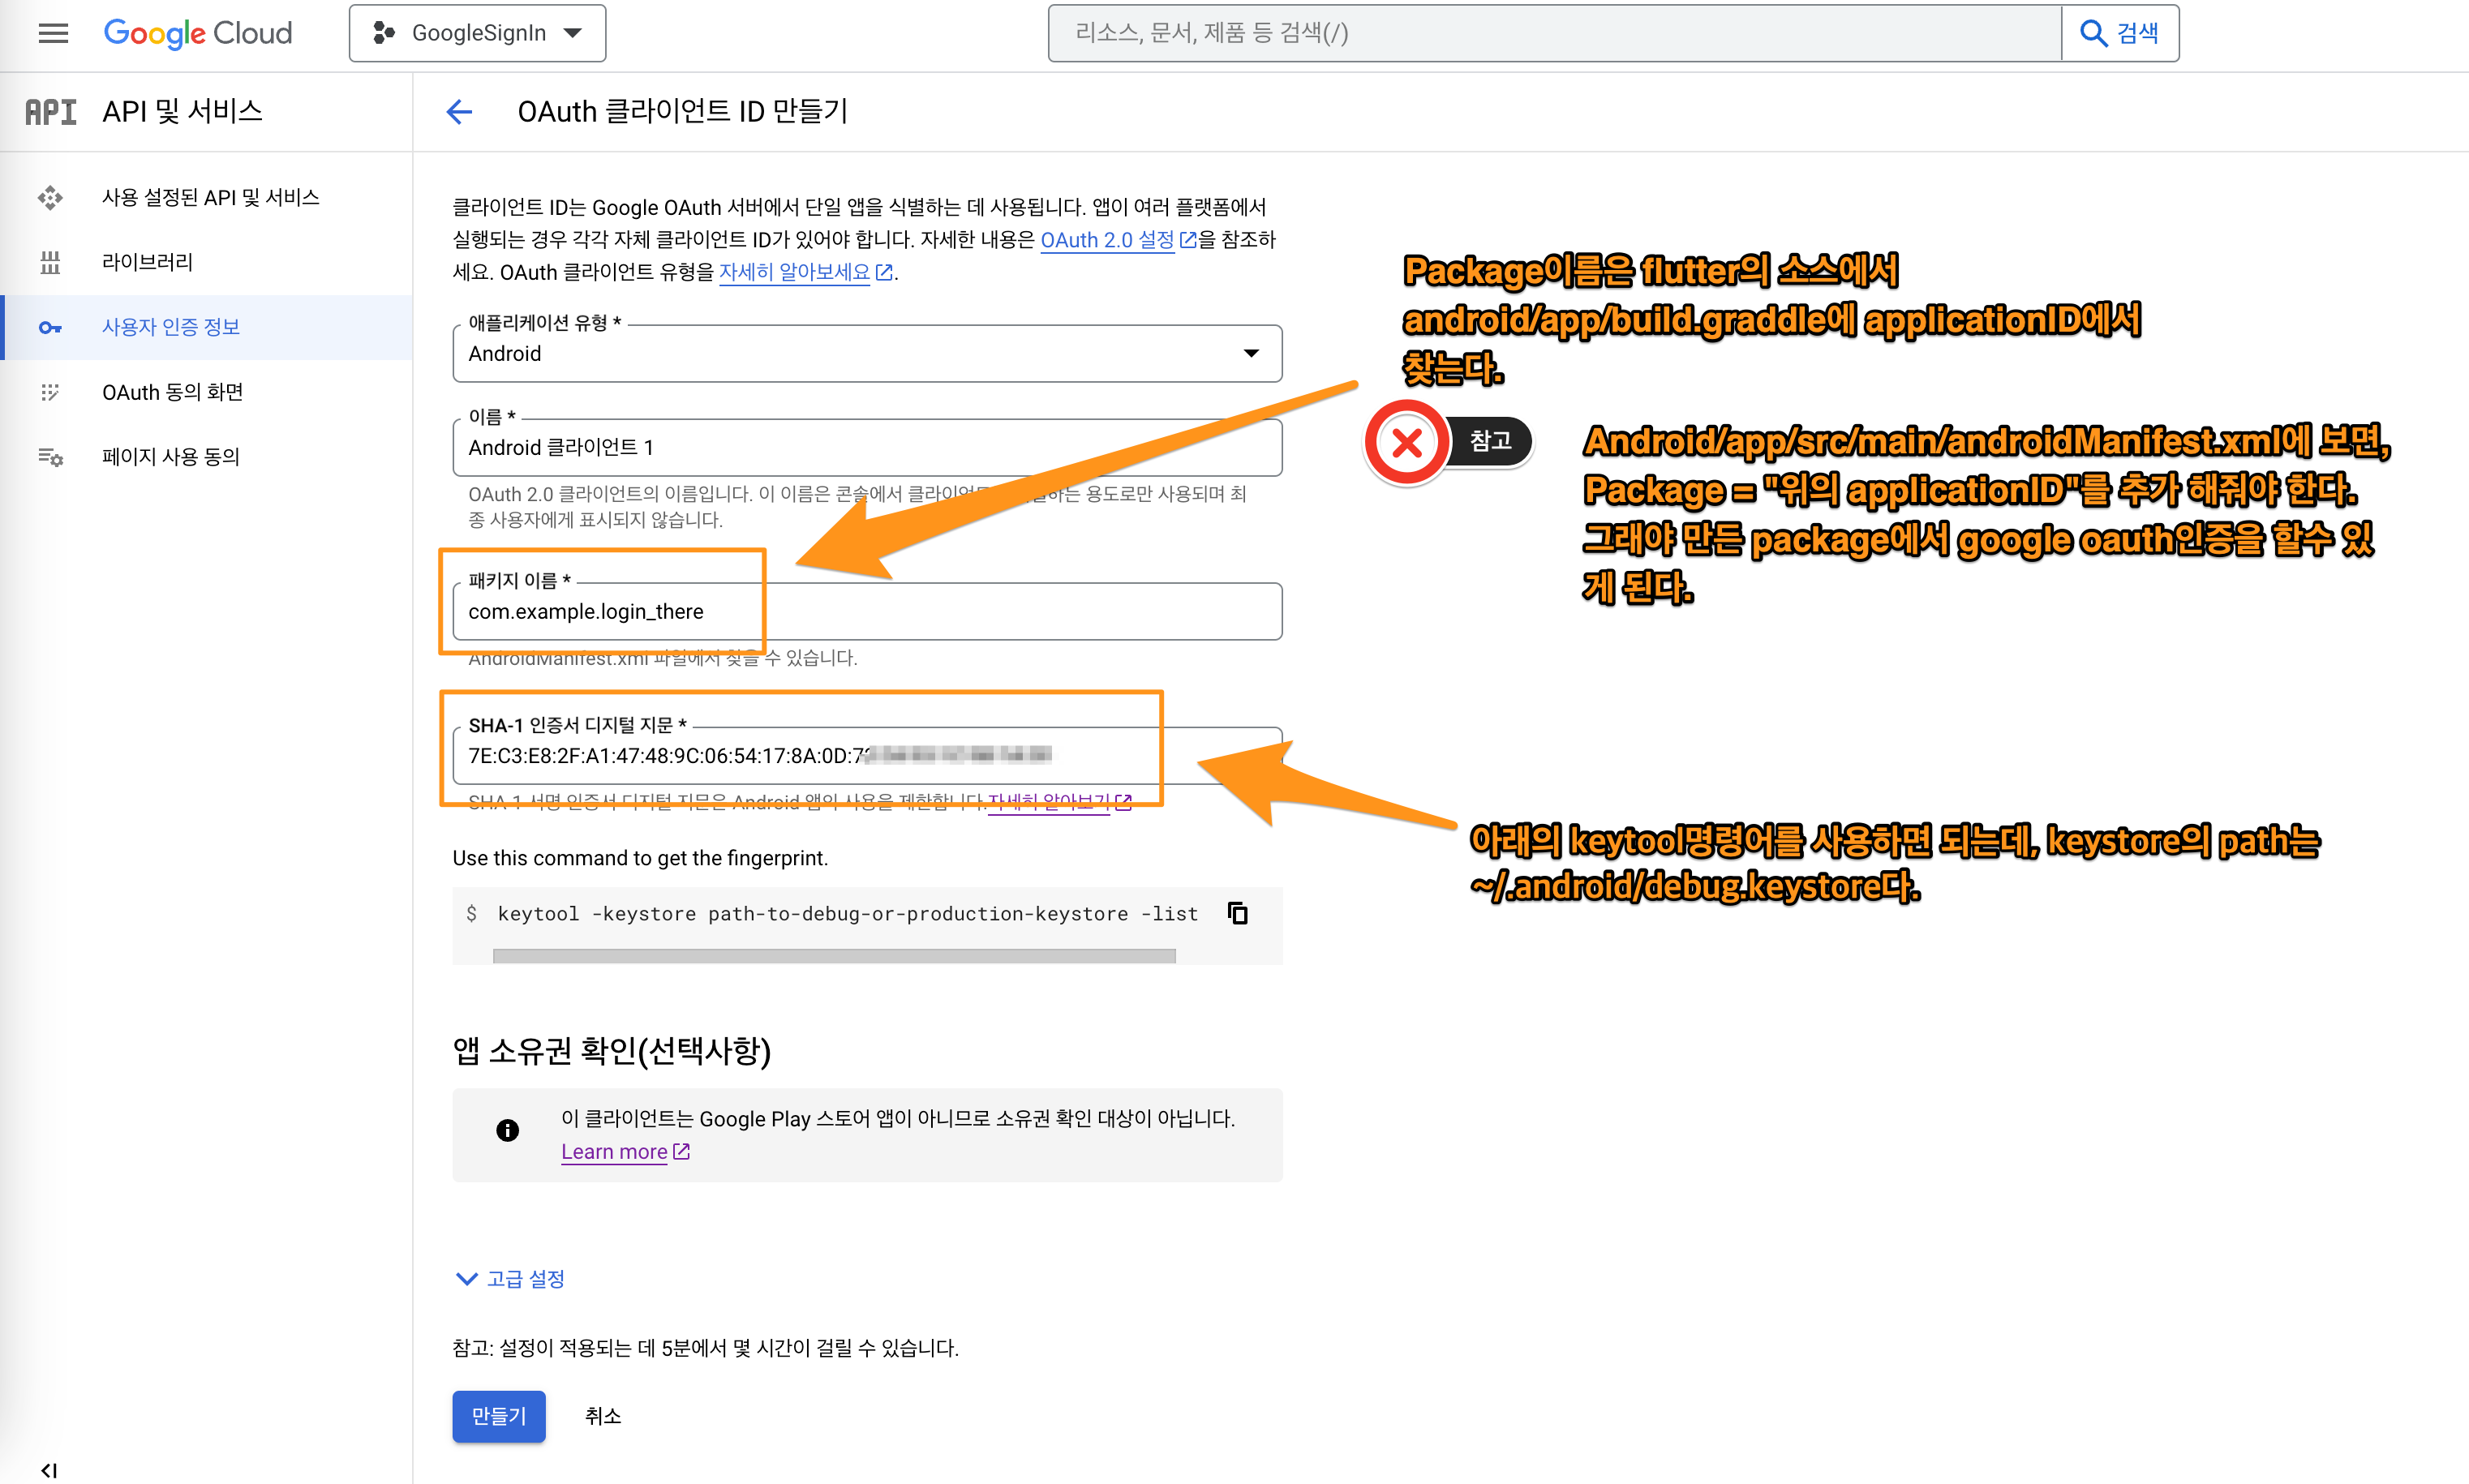 Google Cloud
GoogleSignIn
리소스, 문서, 제품 등 검색(/)
검색
API
API 및 서비스
OAuth 클라이언트 ID 만들기
사용 설정된 API 및 서비스
라이브러리
사용자 인증 정보
OAuth 동의 화면
페이지 사용 동의
클라이언트 ID는 Google OAuth 서버에서 단일 앱을 식별하는 데 사용됩니다. 앱이 여러 플랫폼에서
실행되는 경우 각각 자체 클라이언트 ID가 있어야 합니다. 자세한 내용은 OAuth 2.0 설정을 참조하
세요. OAuth 클라이언트 유형을 자세히 알아보세요.
애플리케이션 유형 *
Android
이름 *
Android 클라이언트 1
OAuth 2.0 클라이언트의 이름입니다. 이 이름은 콘솔에서 하는 용도로만 사용되며 최
종 사용자에게 표시되지 않습니다.
패키지 이름 *
com.example.login_there
AndroidManifest.xml 파일에서 찾을 수 있습니다.
SHA-1 인증서 디지털 지문 *
7E:C3:E8:2F:A1:47:48:9C:06:54:17:8A:0D:7
SHA-1 서명 인증서 디지털 지문은 Android 앱의 사용을 제한합니다. 자세히 알아보기
Use this command to get the fingerprint.
$ keytool -keystore path-to-debug-or-production-keystore -list
앱 소유권 확인(선택사항)
이 클라이언트는 Google Play 스토어 앱이 아니므로 소유권 확인 대상이 아닙니다.
Learn more
고급 설정
참고: 설정이 적용되는 데 5분에서 몇 시간이 걸릴 수 있습니다.
만들기
취소
Package이름은 flutter의 소스에서
android/app/build.graddle에 applicationID에서
찾는다.
참고
Android/app/src/main/androidManifest.xml에 보면,
Package = "위의 applicationID"를 추가 해줘야 한다.
그래야 만든 package에서 google oauth인증을 할수 있
게 된다.
아래의 keytool명령어를 사용하면 되는데, keystore의 path는
~/.android/debug.keystore다.